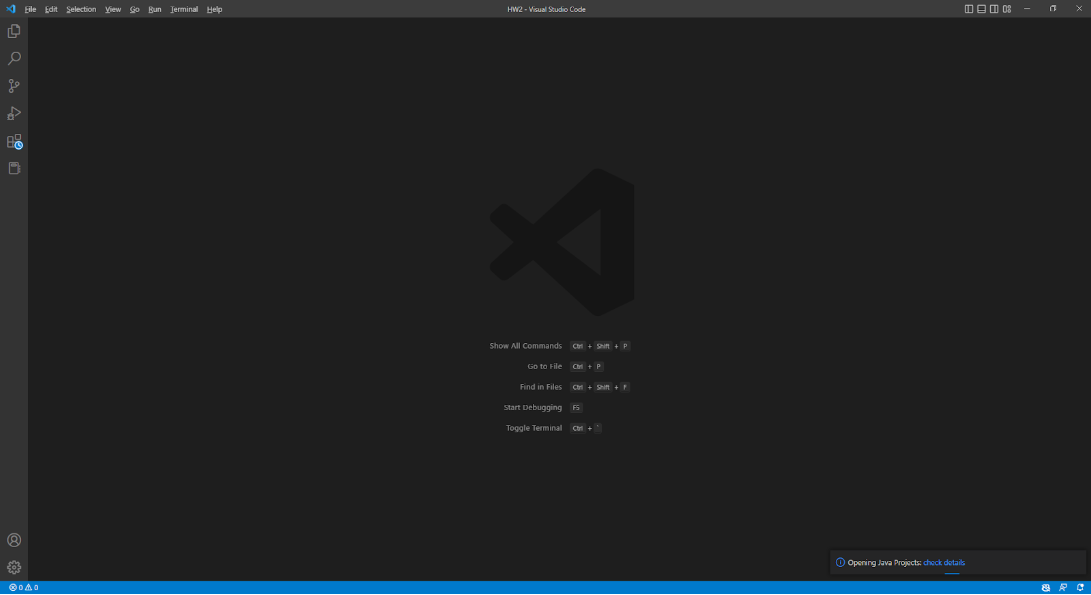 File Edit Selection View Go Run Terminal Help HW2 - Visual Studio Code
Show All Commands Ctrl + Shift + P
Go to File Ctrl + P
Find in Files Ctrl + Shift + F
Start Debugging F5
Toggle Terminal Ctrl + `
Opening Java Projects: check details
0 0